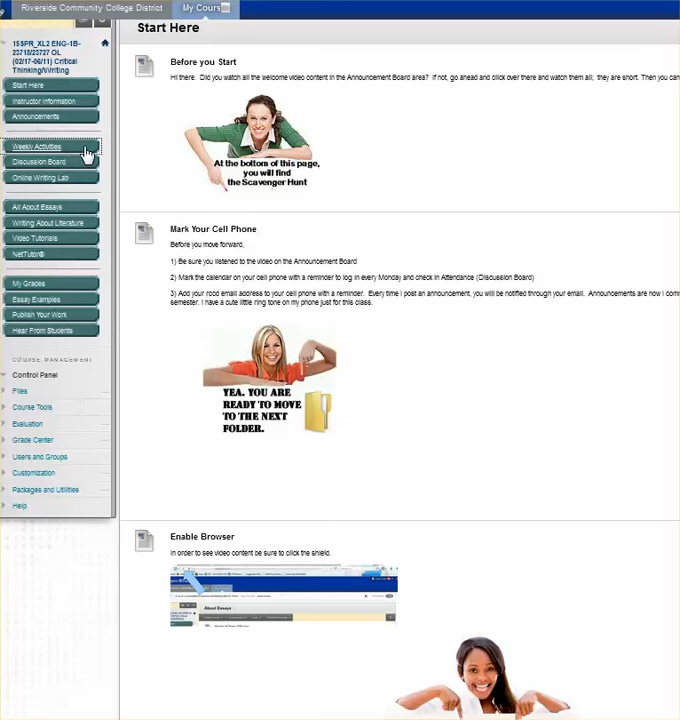 Riverside Community College District
My Cours
Start Here
15SPR_XL2 ENG-1B-
23718/23727 OL
(02/17-06/11) Critical
Thinking/Writing
Start Here
Instructor Information
Announcements
Weekly Activities
Discussion Board
Online Writing Lab
All About Essays
Writing About Literature
Video Tutorials
NetTutor®
My Grades
Essay Examples
Publish Your Work
Hear From Students
COURSE MANAGEMENT
Control Panel
Files
Course Tools
Evaluation
Grade Center
Users and Groups
Customization
Packages and Utilities
Help
Before you Start
Hi there. Did you watch all the welcome video content in the Announcement Board area? If not, go ahead and click over there and watch them all; they are short. Then you can
At the bottom of this page,
you will find
the Scavenger Hunt
Mark Your Cell Phone
Before you move forward,
1) Be sure you listened to the video on the Announcement Board
2) Mark the calendar on your cell phone with a reminder to log in every Monday and check in Attendance (Discussion Board)
3) Add your rccd email address to your cell phone with a reminder. Every time I post an announcement, you will be notified through your email. Announcements are how I com
semester. I have a cute little ring tone on my phone just for this class.
YEA. YOU ARE
READY TO MOVE
TO THE NEXT
FOLDER.
Enable Browser
In order to see video content be sure to click the shield.
About Essays